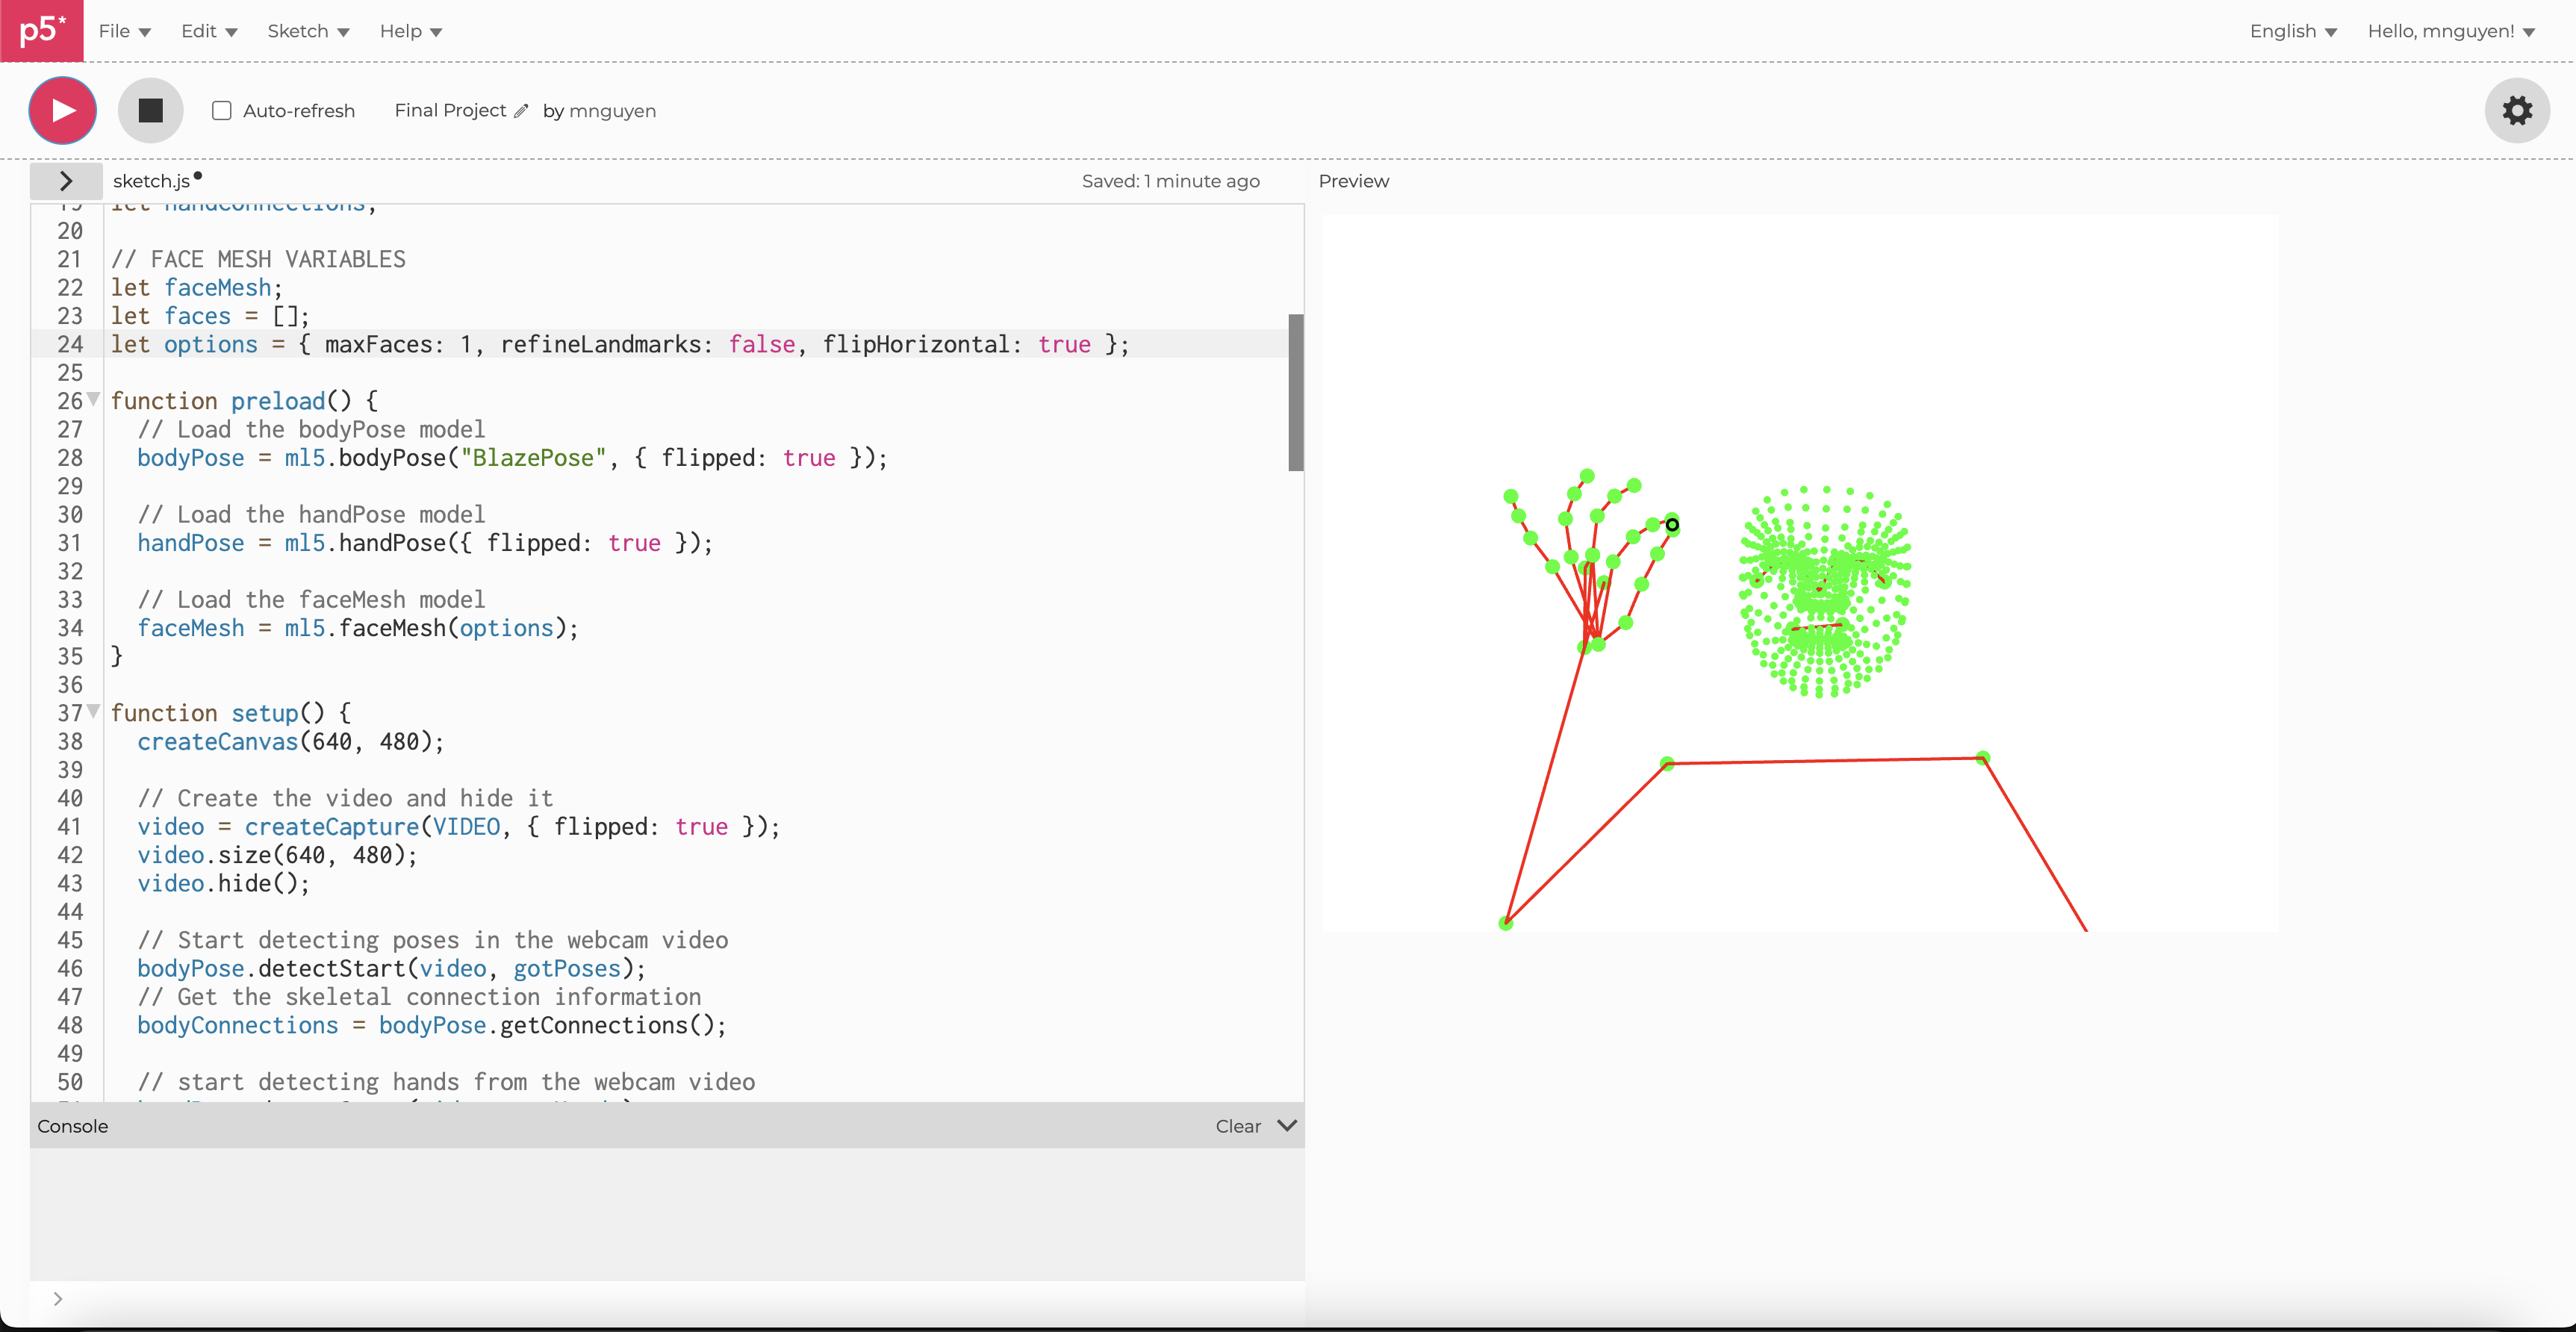 p5* File Edit Sketch Help English Hello, mnguyen!
Auto-refresh Final Project by mnguyen
sketch.js Saved: 1 minute ago Preview
19 let handConnections;
20
21 // FACE MESH VARIABLES
22 let faceMesh;
23 let faces = [];
24 let options = { maxFaces: 1, refineLandmarks: false, flipHorizontal: true };
25
26 function preload() {
27 // Load the bodyPose model
28 bodyPose = ml5.bodyPose("BlazePose", { flipped: true });
29
30 // Load the handPose model
31 handPose = ml5.handPose({ flipped: true });
32
33 // Load the faceMesh model
34 faceMesh = ml5.faceMesh(options);
35 }
36
37 function setup() {
38 createCanvas(640, 480);
39
40 // Create the video and hide it
41 video = createCapture(VIDEO, { flipped: true });
42 video.size(640, 480);
43 video.hide();
44
45 // Start detecting poses in the webcam video
46 bodyPose.detectStart(video, gotPoses);
47 // Get the skeletal connection information
48 bodyConnections = bodyPose.getConnections();
49
50 // start detecting hands from the webcam video
Console Clear
>